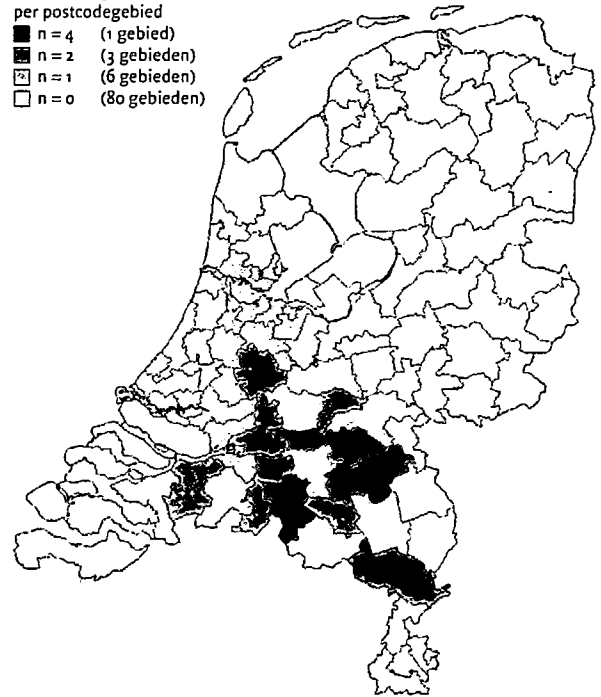 per postcodegebied
n = 4 (1 gebied)
n = 2 (3 gebieden)
n = 1 (6 gebieden)
n = 0 (80 gebieden)